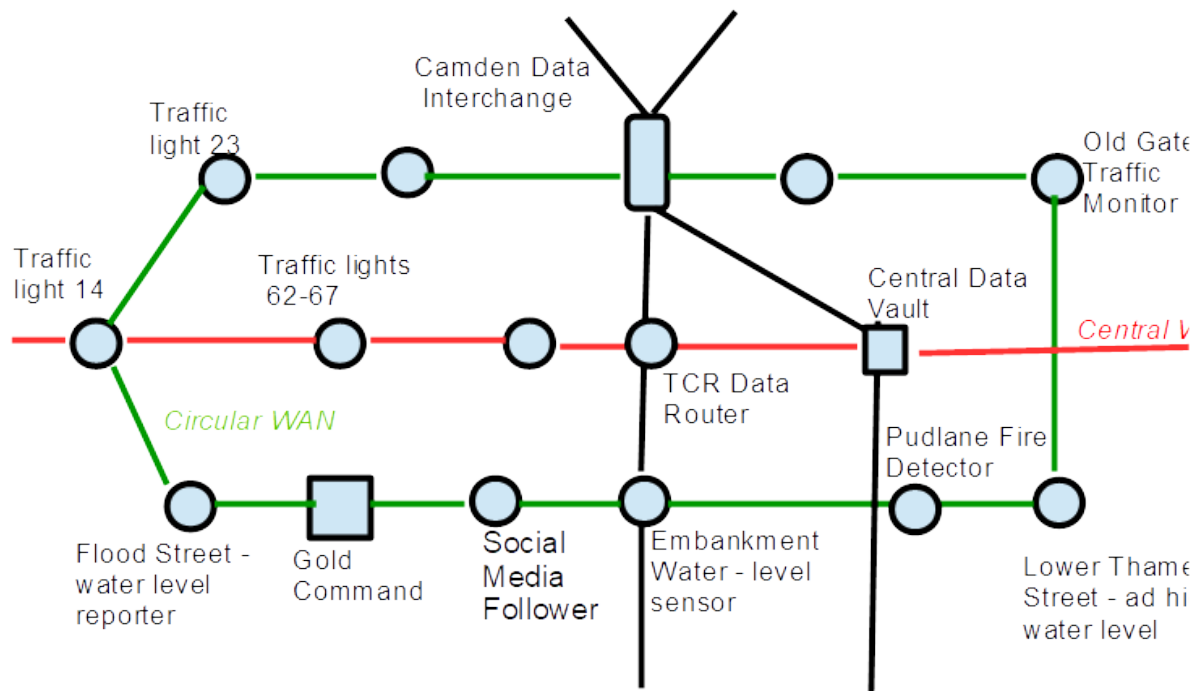 Camden Data
Interchange
Traffic
light 23
Old Gate
Traffic
Monitor
Traffic
light 14
Traffic lights
62-67
Central Data
Vault
Central
TCR Data
Router
Circular WAN
Pudlane Fire
Detector
Flood Street -
water level
reporter
Gold
Command
Social
Media
Follower
Embankment
Water - level
sensor
Lower Thame
Street - ad hi
water level